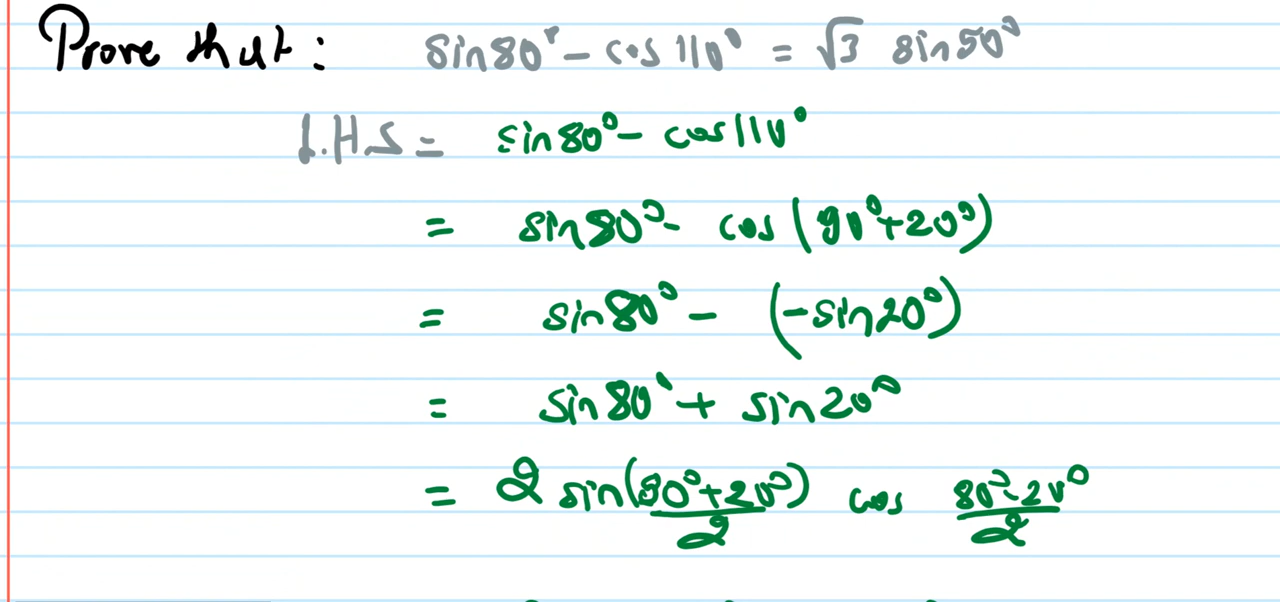 Prove that: sin80° - cos 110° = √3 sin50°
L.H.S = sin80° - cos110°
= sin80° - cos (90°+20°)
= sin80° - (-sin20°)
= sin80° + sin20°
= 2 sin(80°+20°)/2 cos 80°-20°/2